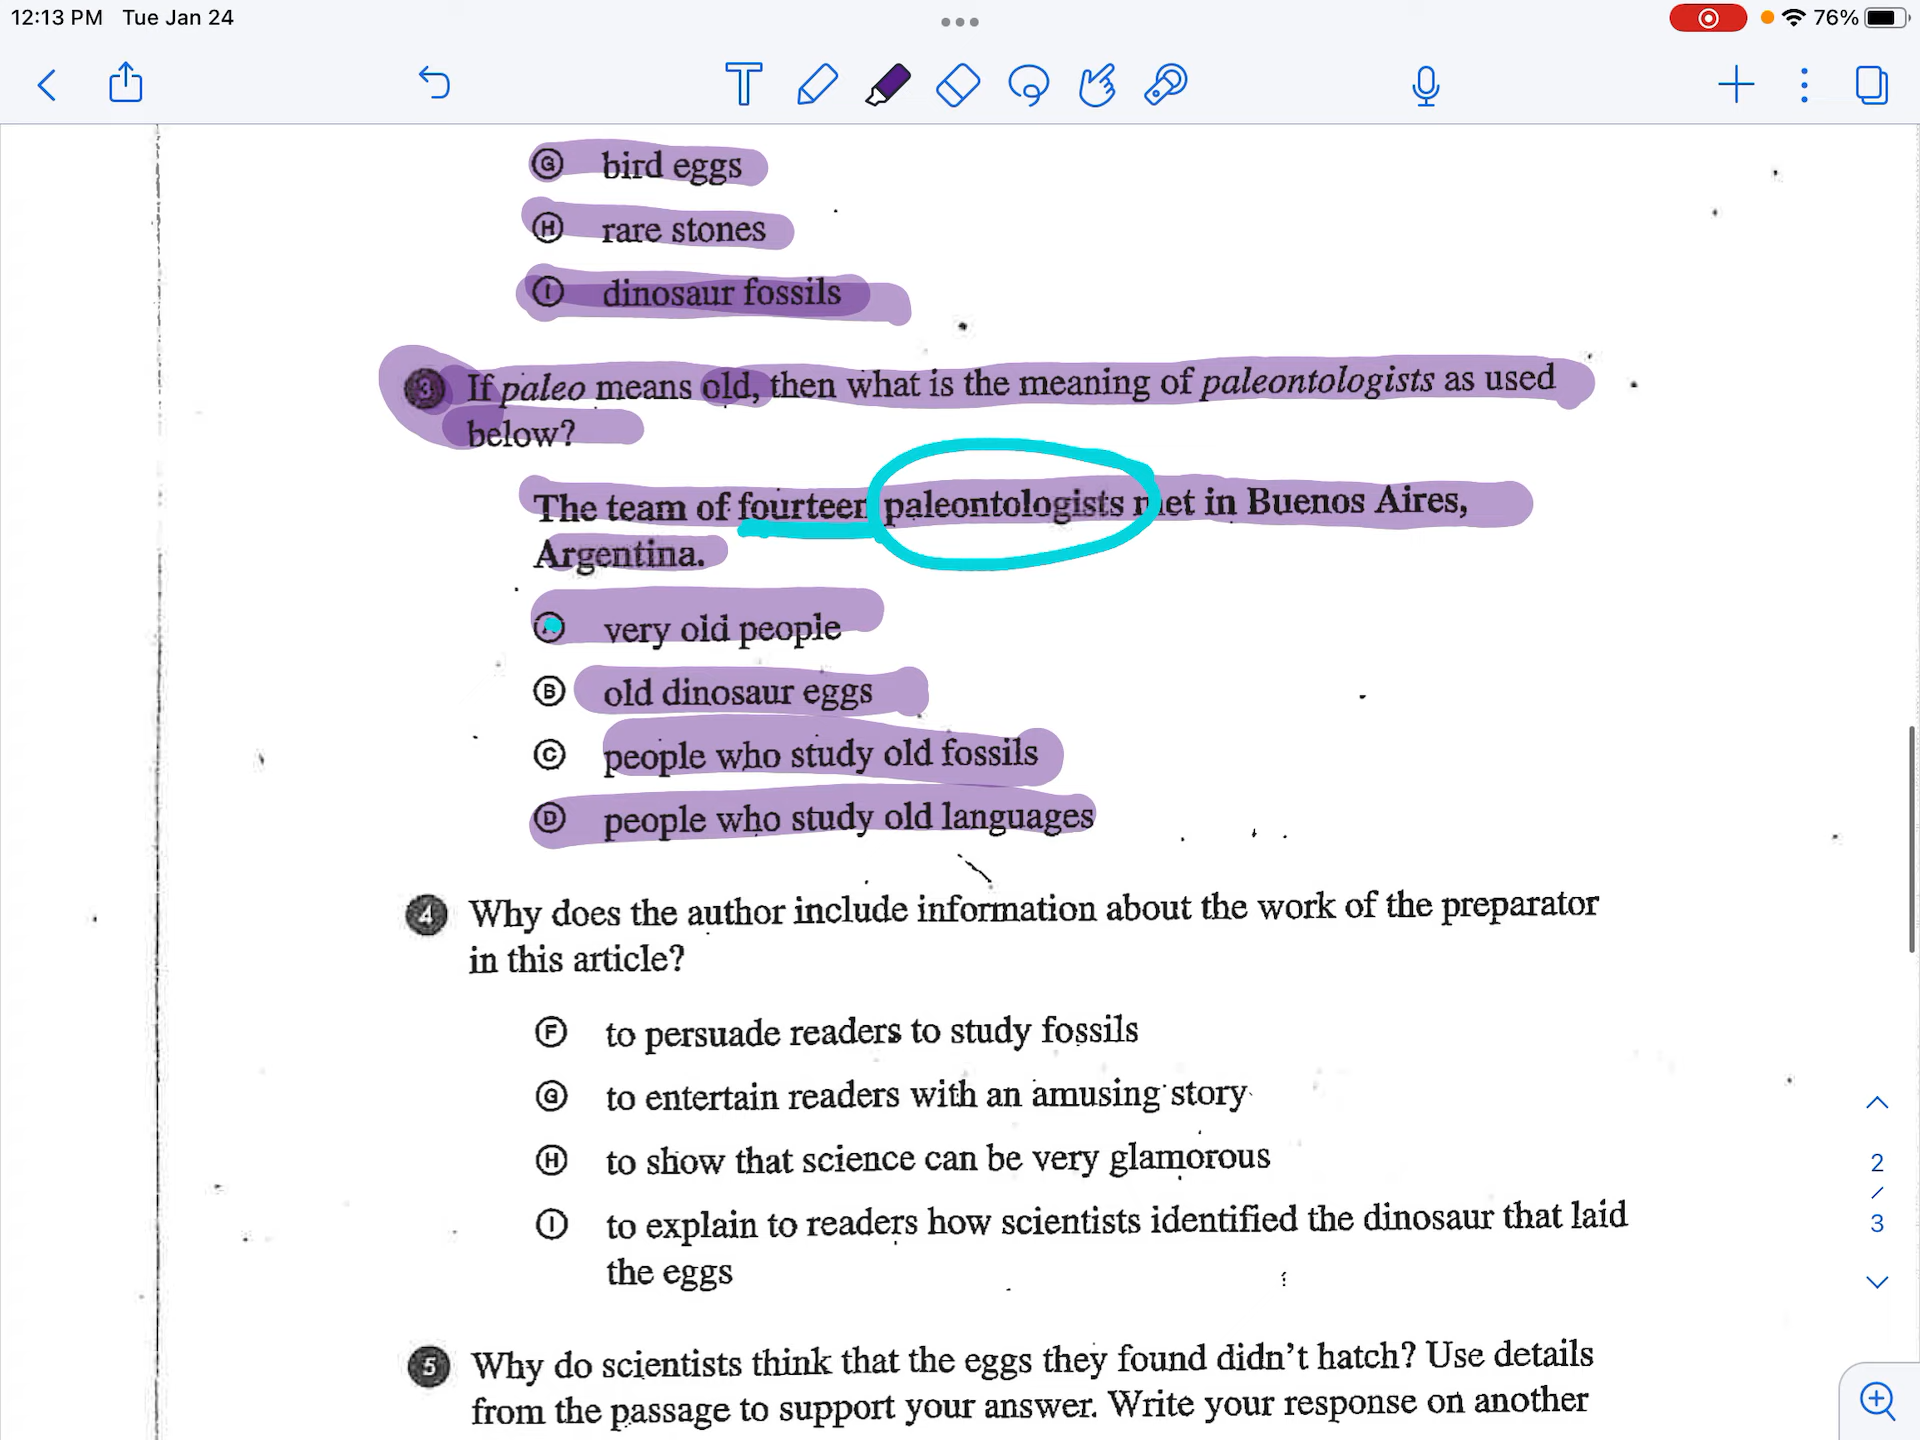 12:13 PM Tue Jan 24
76%
G bird eggs
H rare stones
I dinosaur fossils
3 If paleo means old, then what is the meaning of paleontologists as used
below?
The team of fourteen paleontologists met in Buenos Aires,
Argentina.
A very old people
B old dinosaur eggs
C people who study old fossils
D people who study old languages
4 Why does the author include information about the work of the preparator
in this article?
F to persuade readers to study fossils
G to entertain readers with an amusing story
H to show that science can be very glamorous
I to explain to readers how scientists identified the dinosaur that laid
the eggs
5 Why do scientists think that the eggs they found didn't hatch? Use details
from the passage to support your answer. Write your response on another
2
/
3